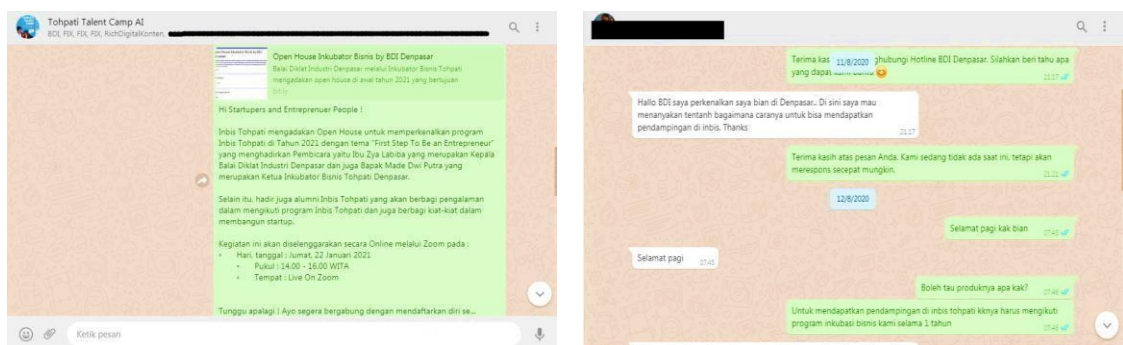 Tohpati Talent Camp AI
BDI, FIX, FIX, FIX, RichDigitalKonten,
Open House Inkubator Bisnis by BDI Denpasar
Balai Diklat Industri Denpasar melalui Inkubator Bisnis Tohpati
mengadakan open house di awal tahun 2021 yang bertujuan
bit.ly
Hi Startupers and Entreprenuer People !
Inbis Tohpati mengadakan Open House untuk memperkenalkan program
Inbis Tohpati di Tahun 2021 dengan tema "First Step To Be an Entrepreneur"
yang menghadirkan Pembicara yaitu Ibu Zya Labiba yang merupakan Kepala
Balai Diklat Industri Denpasar dan juga Bapak Made Dwi Putra yang
merupakan Ketua Inkubator Bisnis Tohpati Denpasar.
Selain itu, hadir juga alumni Inbis Tohpati yang akan berbagi pengalaman
dalam mengikuti program Inbis Tohpati dan juga berbagi kiat-kiat dalam
membangun startup.
Kegiatan ini akan diselenggarakan secara Online melalui Zoom pada :
• Hari, tanggal : Jumat, 22 Januari 2021
• Pukul : 14.00 - 16.00 WITA
• Tempat : Live On Zoom
Tunggu apalagi ! Ayo segera bergabung dengan mendaftarkan diri se...
Ketik pesan
Terima kas
11/8/2020
ghubungi Hotline BDI Denpasar. Silahkan beri tahu apa
yang dapat kami bantu
21.17
Hallo BDI saya perkenalkan saya bian di Denpasar.. Di sini saya mau
menanyakan tentanh bagaimana caranya untuk bisa mendapatkan
pendampingan di inbis. Thanks
21.17
Terima kasih atas pesan Anda. Kami sedang tidak ada saat ini, tetapi akan
merespons secepat mungkin.
21.21
12/8/2020
Selamat pagi kak bian
07.45
Selamat pagi
07.45
Boleh tau produknya apa kak?
07.46
Untuk mendapatkan pendampingan di inbis tohpati kknya harus mengikuti
program inkubasi bisnis kami selama 1 tahun
07.46